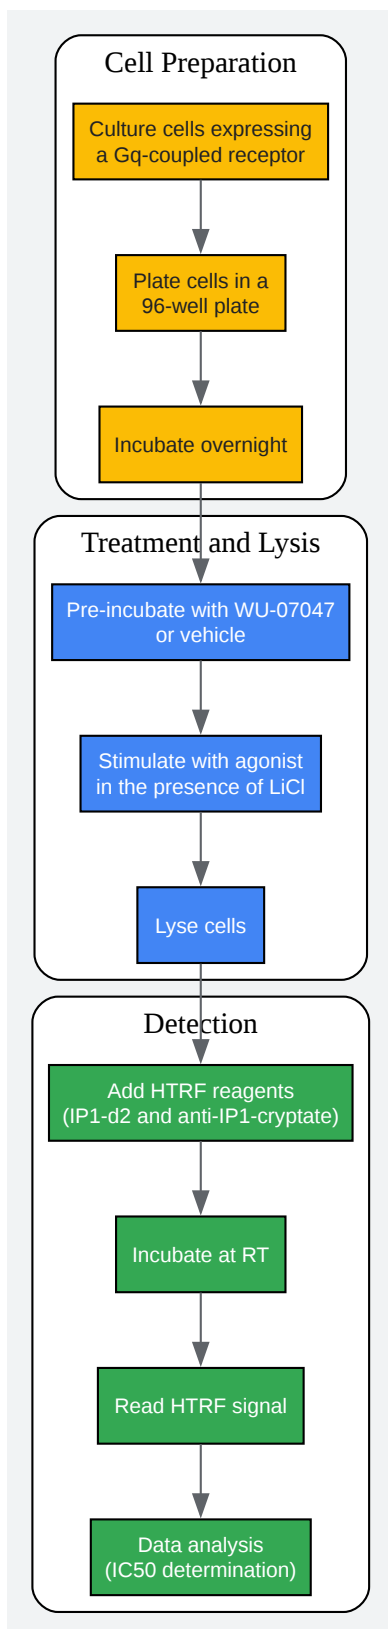 Cell Preparation
Culture cells expressing
a Gq-coupled receptor
Plate cells in a
96-well plate
Incubate overnight
Treatment and Lysis
Pre-incubate with WU-07047
or vehicle
Stimulate with agonist
in the presence of LiCl
Lyse cells
Detection
Add HTRF reagents
(IP1-d2 and anti-IP1-cryptate)
Incubate at RT
Read HTRF signal
Data analysis
(IC50 determination)